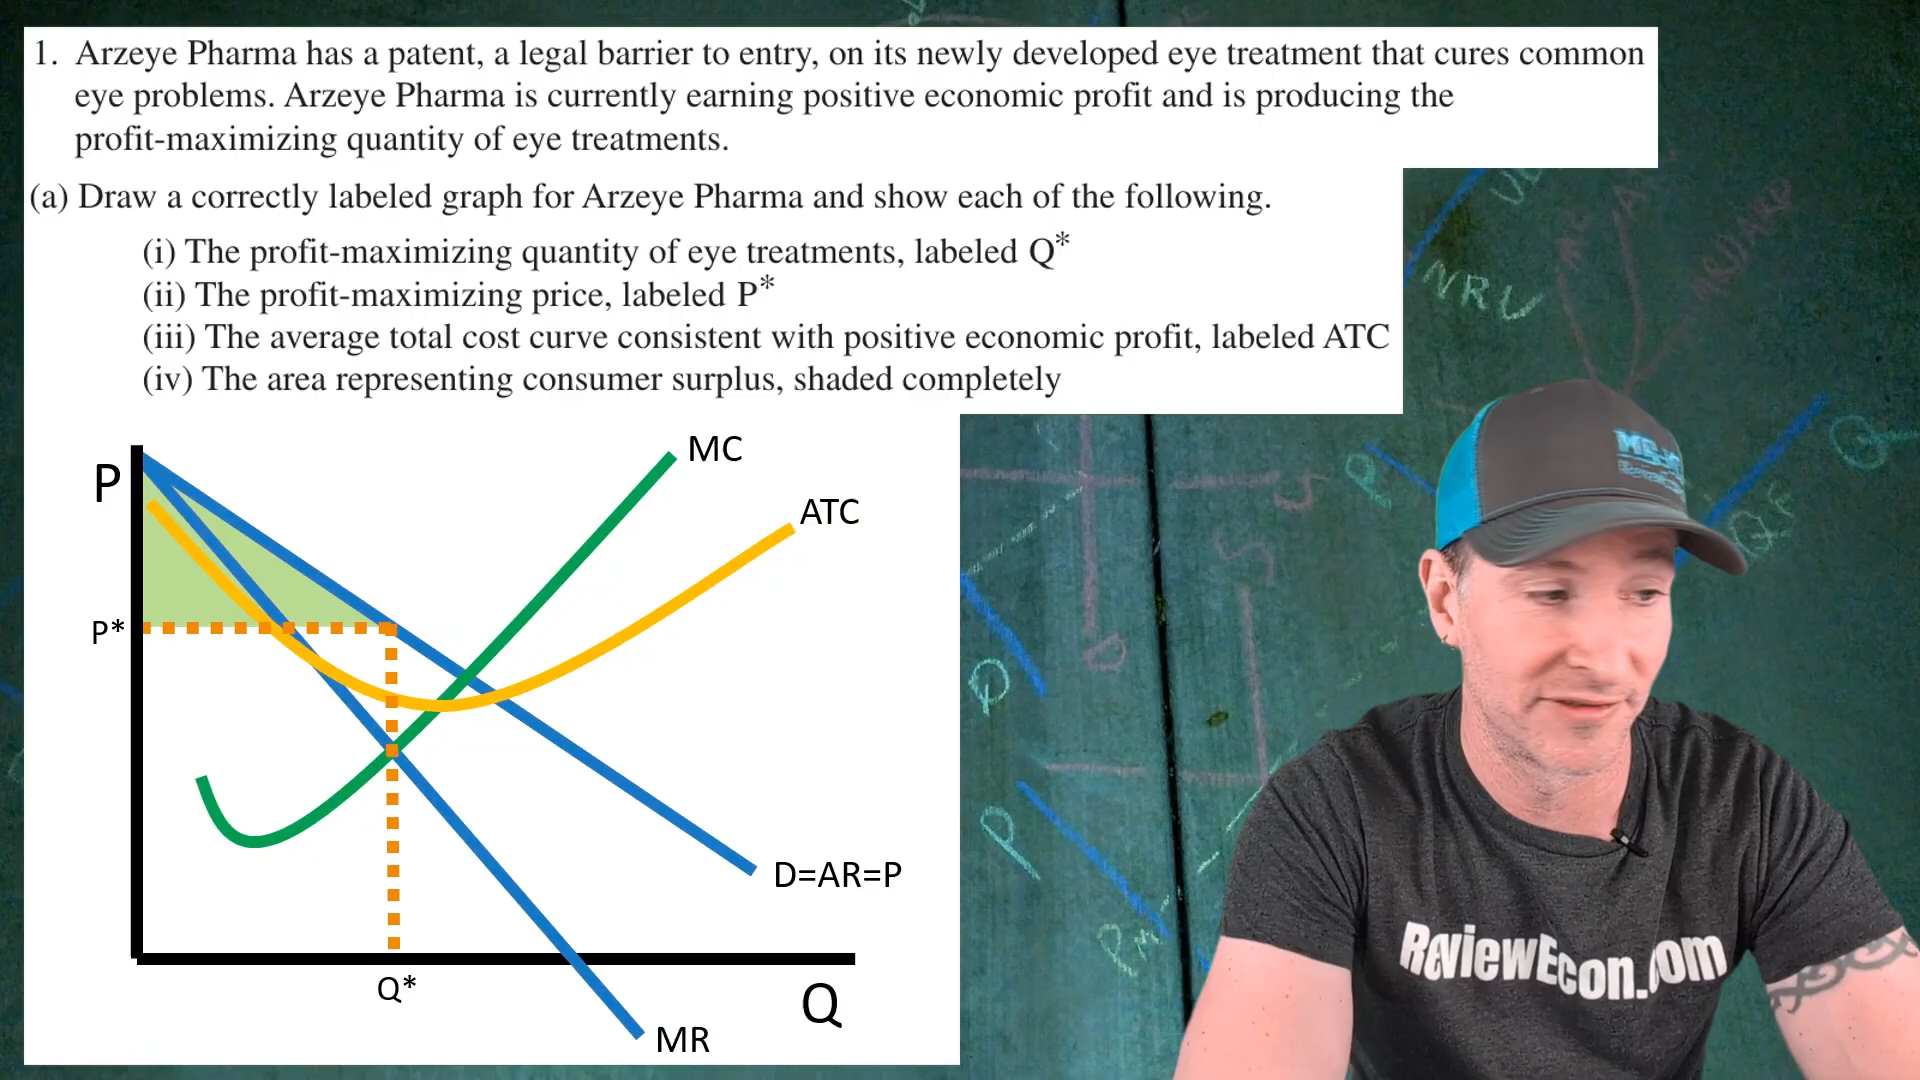 1. Arzeye Pharma has a patent, a legal barrier to entry, on its newly developed eye treatment that cures common
eye problems. Arzeye Pharma is currently earning positive economic profit and is producing the
profit-maximizing quantity of eye treatments.
(a) Draw a correctly labeled graph for Arzeye Pharma and show each of the following.
(i) The profit-maximizing quantity of eye treatments, labeled Q*
(ii) The profit-maximizing price, labeled P*
(iii) The average total cost curve consistent with positive economic profit, labeled ATC
(iv) The area representing consumer surplus, shaded completely
P
MC
ATC
P*
D=AR=P
Q*
Q
MR
NRU
S
P
Q
S
D
Q
P
ReviewEcon.com